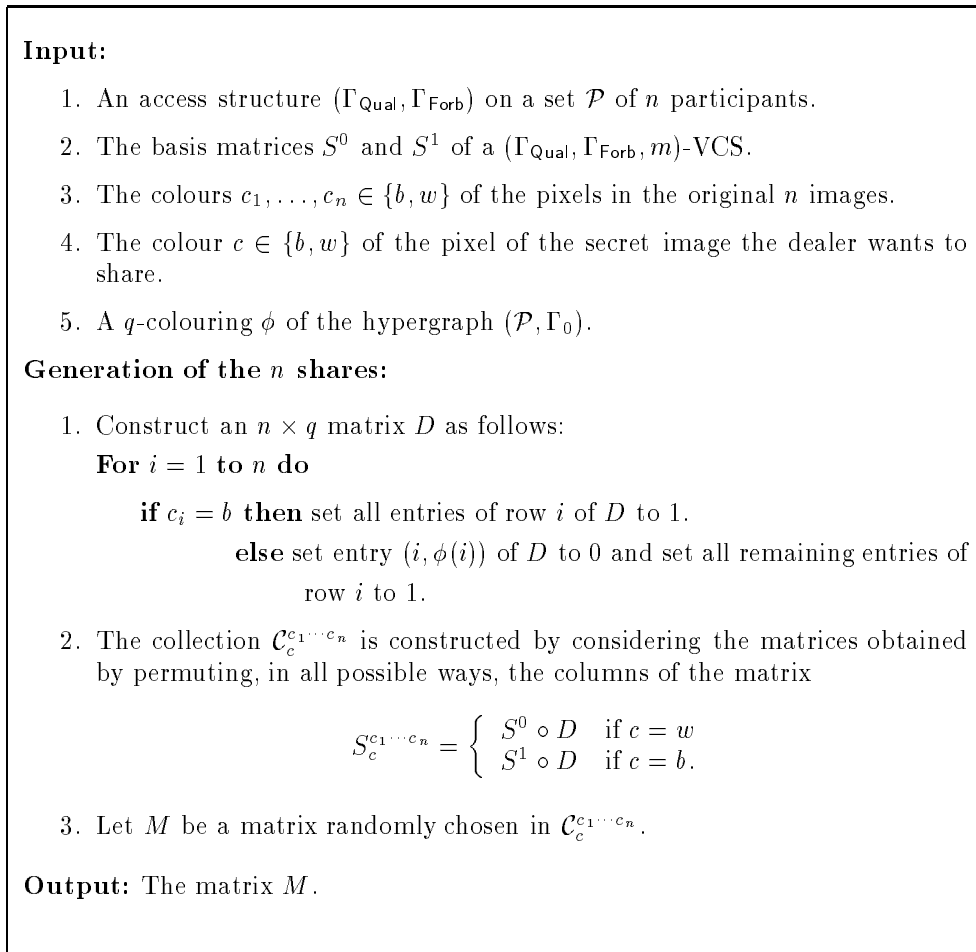 Input:
1. An access structure (Γ_Qual, Γ_Forb) on a set 𝒫 of n participants.
2. The basis matrices S^0 and S^1 of a (Γ_Qual, Γ_Forb, m)-VCS.
3. The colours c_1, …, c_n ∈ {b, w} of the pixels in the original n images.
4. The colour c ∈ {b, w} of the pixel of the secret image the dealer wants to
share.
5. A q-colouring φ of the hypergraph (𝒫, Γ_0).
Generation of the n shares:
1. Construct an n × q matrix D as follows:
For i = 1 to n do
if c_i = b then set all entries of row i of D to 1.
else set entry (i, φ(i)) of D to 0 and set all remaining entries of
row i to 1.
2. The collection 𝒞_c^{c_1⋯c_n} is constructed by considering the matrices obtained
by permuting, in all possible ways, the columns of the matrix
S_c^{c_1⋯c_n} = { S^0 ∘ D if c = w
S^1 ∘ D if c = b.
3. Let M be a matrix randomly chosen in 𝒞_c^{c_1⋯c_n}.
Output: The matrix M.